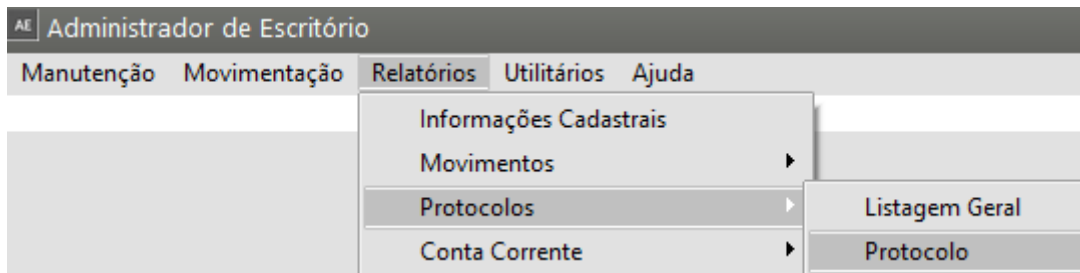 AE Administrador de Escritório
Manutenção Movimentação Relatórios Utilitários Ajuda
Informações Cadastrais
Movimentos
Protocolos
Listagem Geral
Conta Corrente
Protocolo